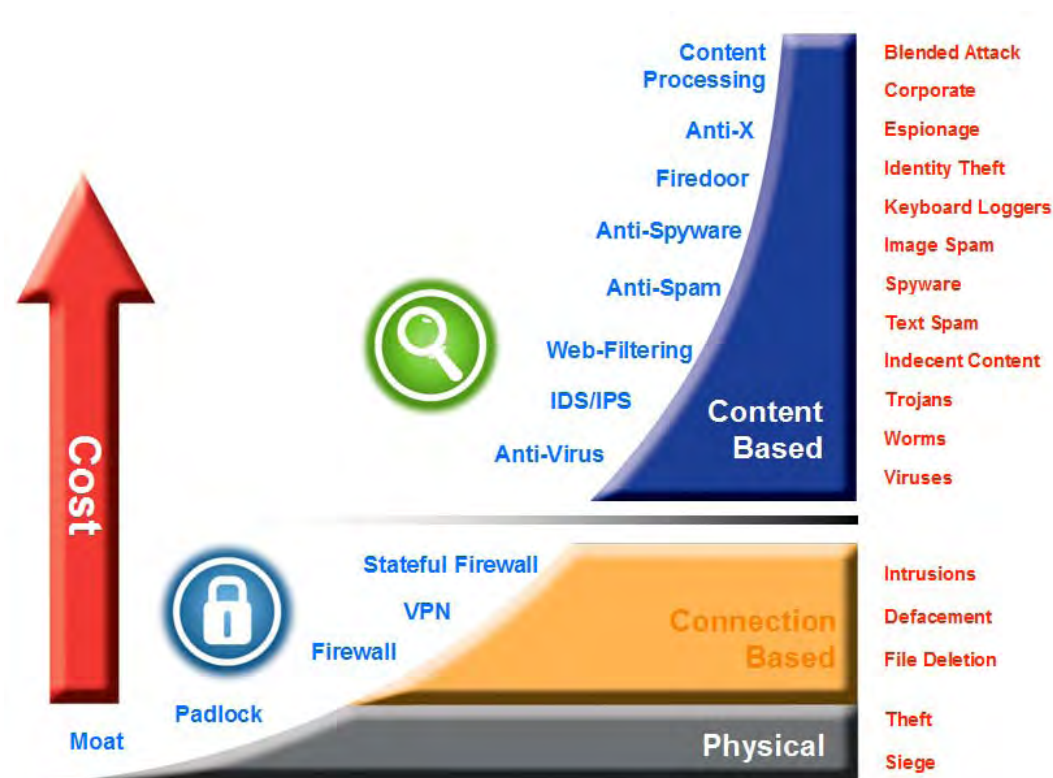 Content
Processing
Anti-X
Firedoor
Anti-Spyware
Anti-Spam
Web-Filtering
IDS/IPS
Anti-Virus
Content
Based
Blended Attack
Corporate
Espionage
Identity Theft
Keyboard Loggers
Image Spam
Spyware
Text Spam
Indecent Content
Trojans
Worms
Viruses
Cost
Stateful Firewall
VPN
Firewall
Padlock
Moat
Connection
Based
Physical
Intrusions
Defacement
File Deletion
Theft
Siege